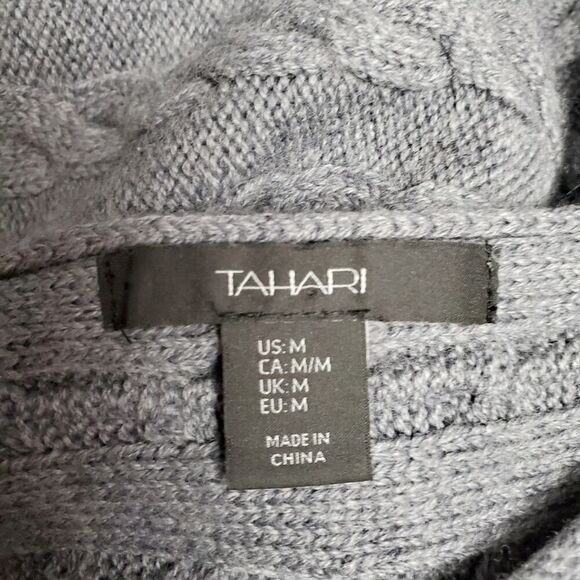 TAHARI
US: M
CA: M/M
UK: M
EU: M
MADE IN
CHINA